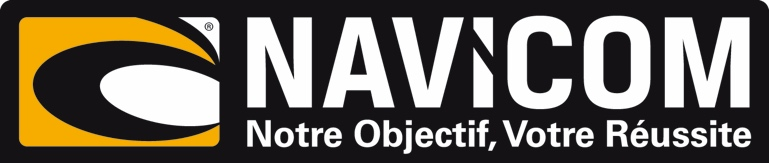 ®
NAVICOM
Notre Objectif, Votre Réussite